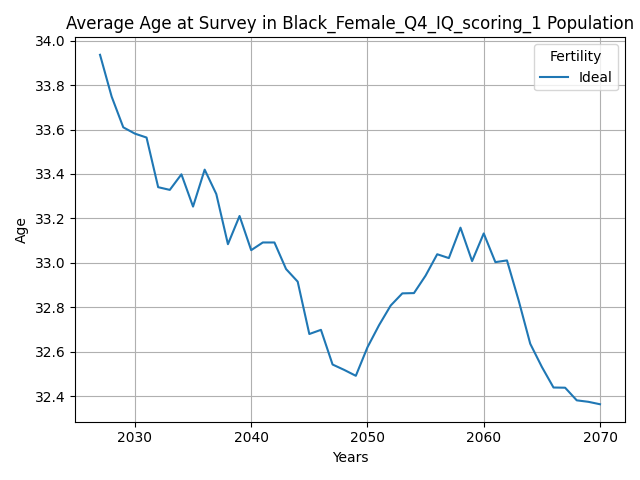 Average Age at Survey in Black_Female_Q4_IQ_scoring_1 Population
Fertility
Ideal
34.0
33.8
33.6
33.4
33.2
33.0
32.8
32.6
32.4
Age
2030
2040
2050
2060
2070
Years